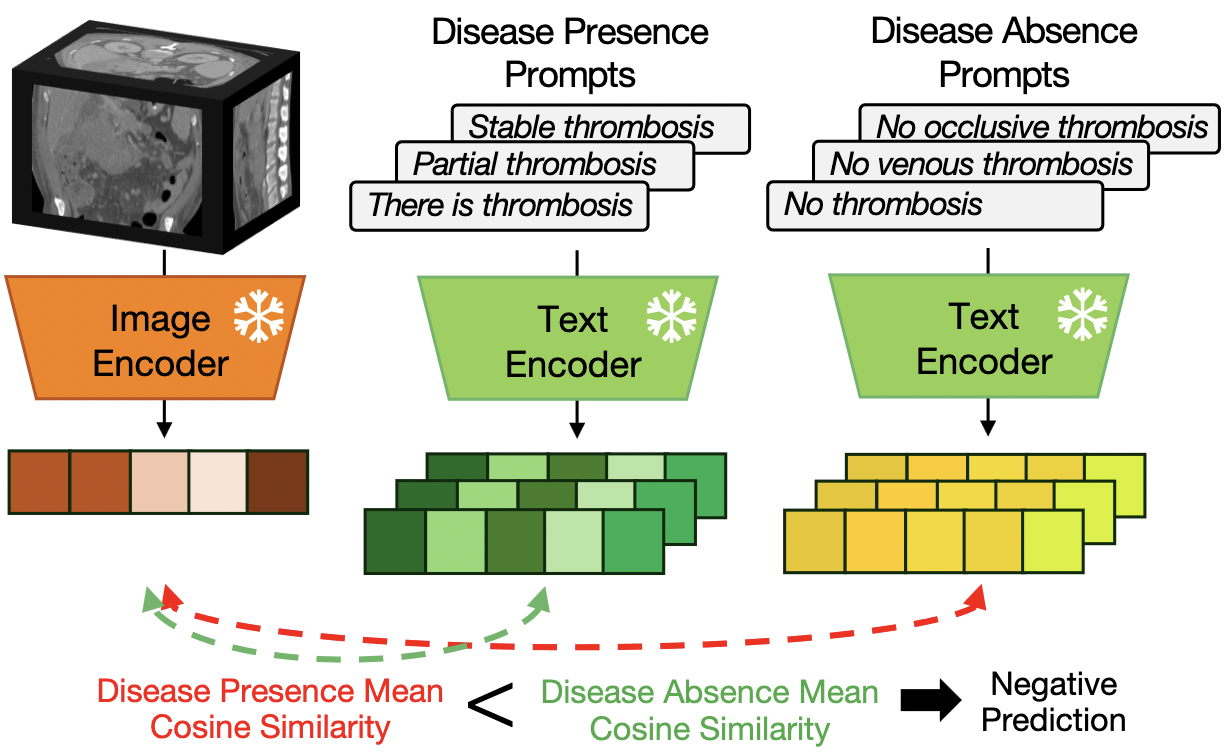 Disease Presence
Prompts
Disease Absence
Prompts
Stable thrombosis
Partial thrombosis
There is thrombosis
No occlusive thrombosis
No venous thrombosis
No thrombosis
Image
Encoder
Text
Encoder
Text
Encoder
Disease Presence Mean
Cosine Similarity
<
Disease Absence Mean
Cosine Similarity
Negative
Prediction